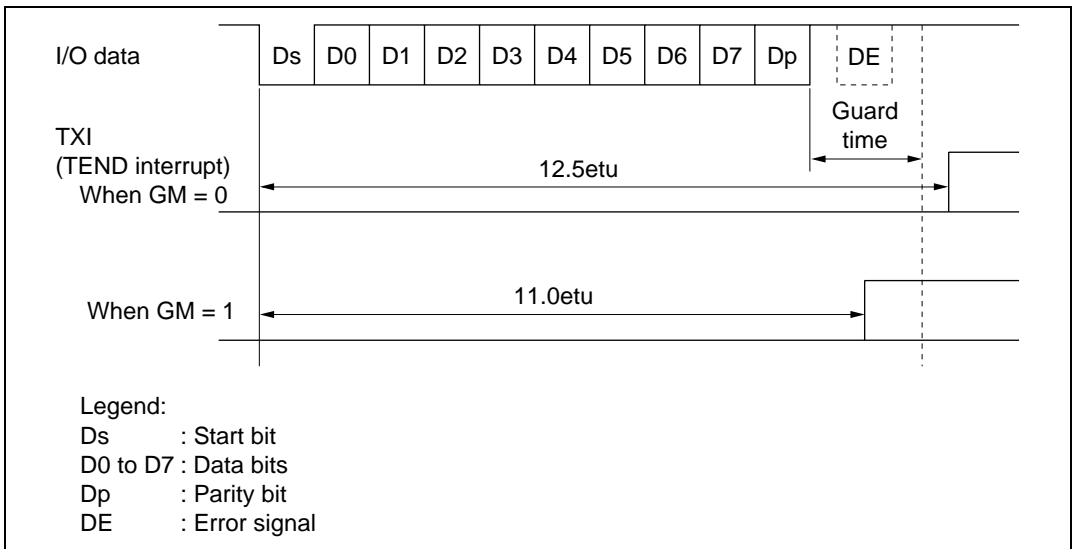 I/O data
Ds D0 D1 D2 D3 D4 D5 D6 D7 Dp DE
Guard
time
TXI
(TEND interrupt)
When GM = 0
12.5etu
When GM = 1
11.0etu
Legend:
Ds : Start bit
D0 to D7 : Data bits
Dp : Parity bit
DE : Error signal